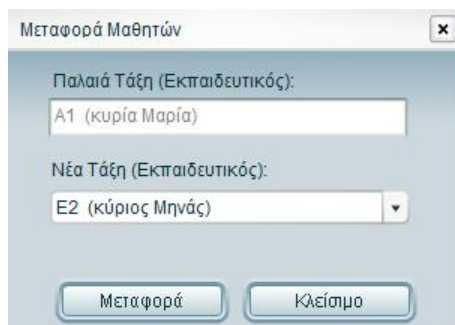 Μεταφορά Μαθητών
Παλαιά Τάξη (Εκπαιδευτικός):
Α1 (κυρία Μαρία)
Νέα Τάξη (Εκπαιδευτικός):
Ε2 (κύριος Μηνάς)
Μεταφορά Κλείσιμο